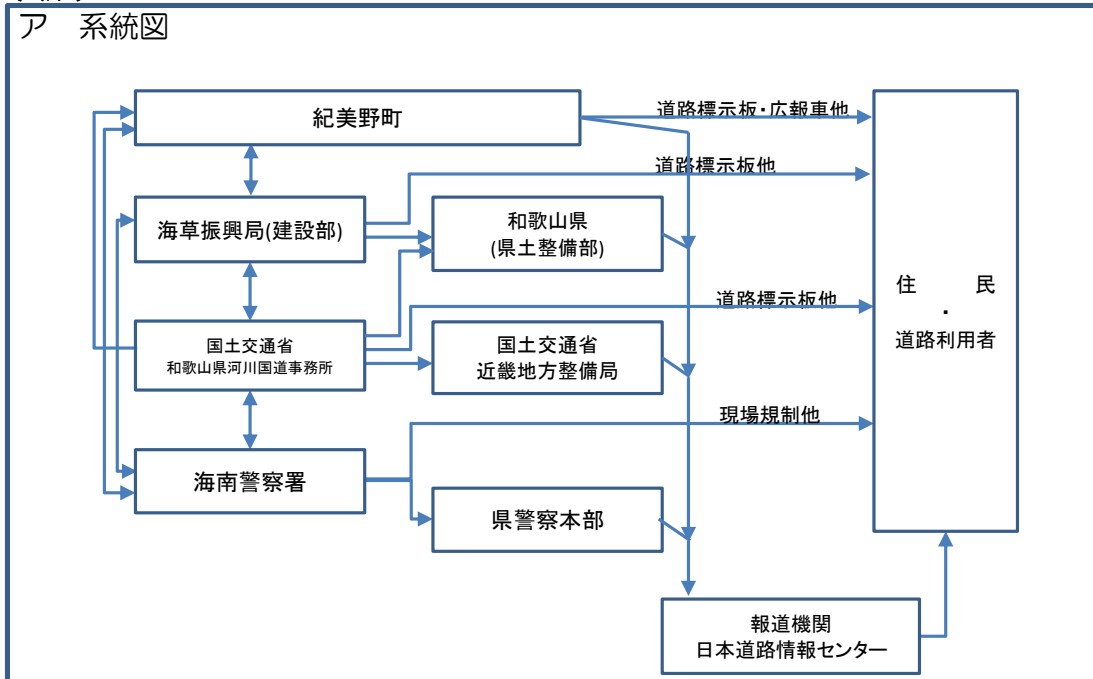 ア 系統図
紀美野町
道路標示板・広報車他
道路標示板他
海草振興局(建設部)
和歌山県
(県土整備部)
住 民
・
道路利用者
道路標示板他
国土交通省
和歌山県河川国道事務所
国土交通省
近畿地方整備局
現場規制他
海南警察署
県警察本部
報道機関
日本道路情報センター